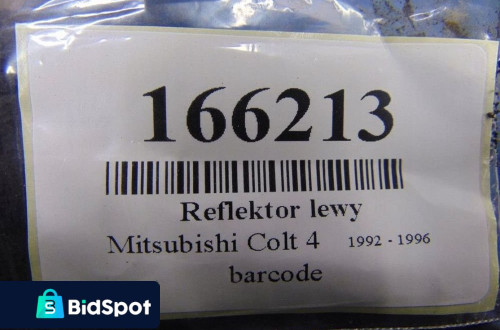 166213
Reflektor lewy
Mitsubishi Colt 4 1992 - 1996
barcode
BidSpot